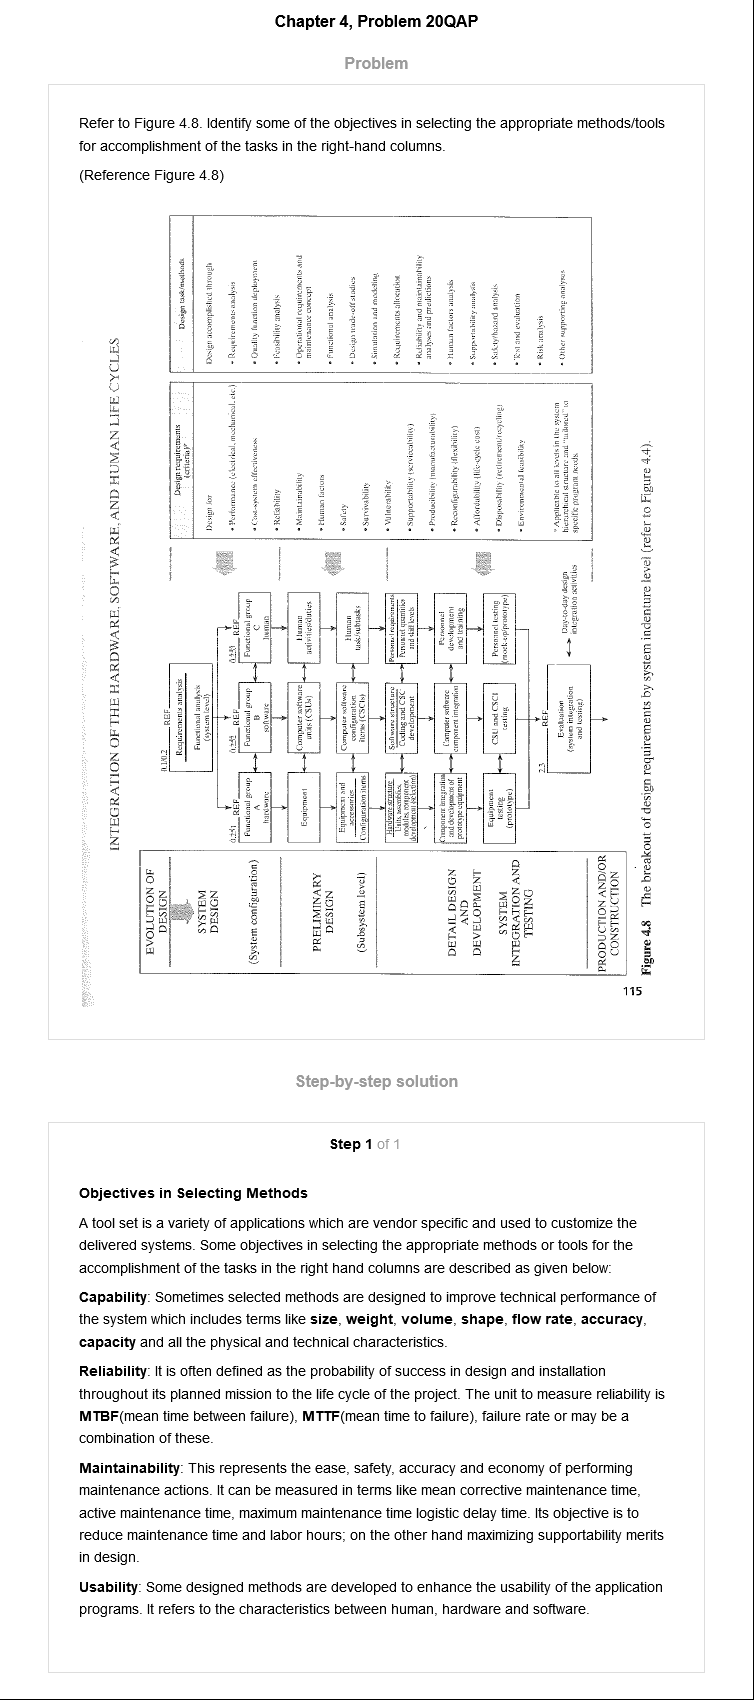 Chapter 4, Problem 20QAP
Problem
Refer to Figure 4.8. Identify some of the objectives in selecting the appropriate methods/tools
for accomplishment of the tasks in the right-hand columns.
(Reference Figure 4.8)
INTEGRATION OF THE HARDWARE, SOFTWARE, AND HUMAN LIFE CYCLES
EVOLUTION OF
DESIGN
SYSTEM
DESIGN
(System configuration)
PRELIMINARY
DESIGN
(Subsystem level)
DETAIL DESIGN
AND
DEVELOPMENT
SYSTEM
INTEGRATION AND
TESTING
PRODUCTION AND/OR
CONSTRUCTION
REF
Requirements analysis
Functional analysis
(system level)
REF
Functional group
A
hardware
REF
Functional group
B
software
REF
Functional group
C
human
Equipment
Computer software
units (CSUs)
Human
activities/duties
Equipment and
accessories
Configuration items
Computer software
configuration
items (CSCIs)
Human
task/subtasks
Hardware structure
Units, assemblies,
modules, component
development (selection)
Software structure
Coding and CSC
development
Personnel requirements
Personnel quantities
and skill levels
Component integration
and development of
prototype equipment
Computer software
component integration
Personnel
development
and training
Equipment
testing
(prototype)
CSU and CSCI
testing
Personnel testing
(mock-up/prototype)
2.3
REF
Evaluation
(system integration
and testing)
Day-to-day design
integration activities
Design requirements
(criteria)*
Design for
• Performance (electrical, mechanical, etc.)
• Cost-system effectiveness
• Reliability
• Maintainability
• Human factors
• Safety
• Survivability
• Vulnerability
• Supportability (serviceability)
• Producibility (manufacturability)
• Reconfigurability (flexibility)
• Affordability (life-cycle cost)
• Disposability (retirement/recycling)
• Environmental feasibility
* Applicable to all levels in the system
hierarchical structure and "tailored" to
specific program needs.
Design task/methods
Design accomplished through
• Requirements analysis
• Quality function deployment
• Feasibility analysis
• Operational requirements and
maintenance concept
• Functional analysis
• Design trade-off studies
• Simulation and modeling
• Requirements allocation
• Reliability and maintainability
analyses and predictions
• Human factors analysis
• Supportability analysis
• Safety/hazard analysis
• Test and evaluation
• Risk analysis
• Other supporting analyses
Figure 4.8 The breakout of design requirements by system indenture level (refer to Figure 4.4).
115
Step-by-step solution
Step 1 of 1
Objectives in Selecting Methods
A tool set is a variety of applications which are vendor specific and used to customize the
delivered systems. Some objectives in selecting the appropriate methods or tools for the
accomplishment of the tasks in the right hand columns are described as given below:
Capability: Sometimes selected methods are designed to improve technical performance of
the system which includes terms like size, weight, volume, shape, flow rate, accuracy,
capacity and all the physical and technical characteristics.
Reliability: It is often defined as the probability of success in design and installation
throughout its planned mission to the life cycle of the project. The unit to measure reliability is
MTBF(mean time between failure), MTTF(mean time to failure), failure rate or may be a
combination of these.
Maintainability: This represents the ease, safety, accuracy and economy of performing
maintenance actions. It can be measured in terms like mean corrective maintenance time,
active maintenance time, maximum maintenance time logistic delay time. Its objective is to
reduce maintenance time and labor hours; on the other hand maximizing supportability merits
in design.
Usability: Some designed methods are developed to enhance the usability of the application
programs. It refers to the characteristics between human, hardware and software.